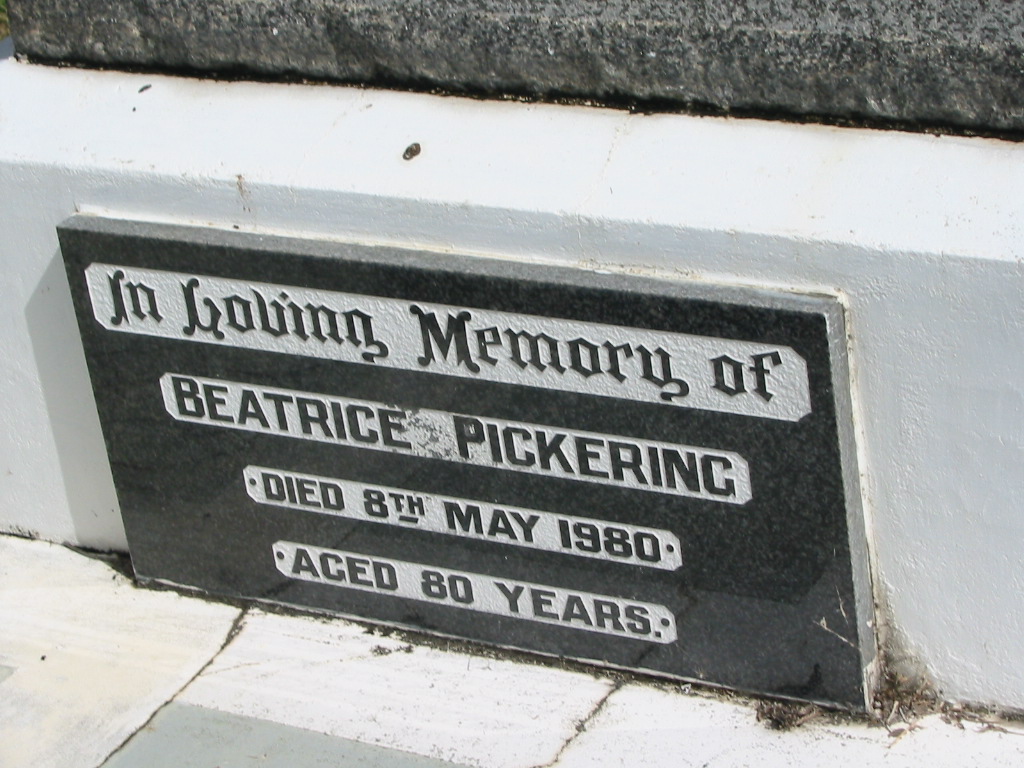 In Loving Memory of
BEATRICE PICKERING
·DIED 8TH MAY 1980·
·AGED 80 YEARS.·